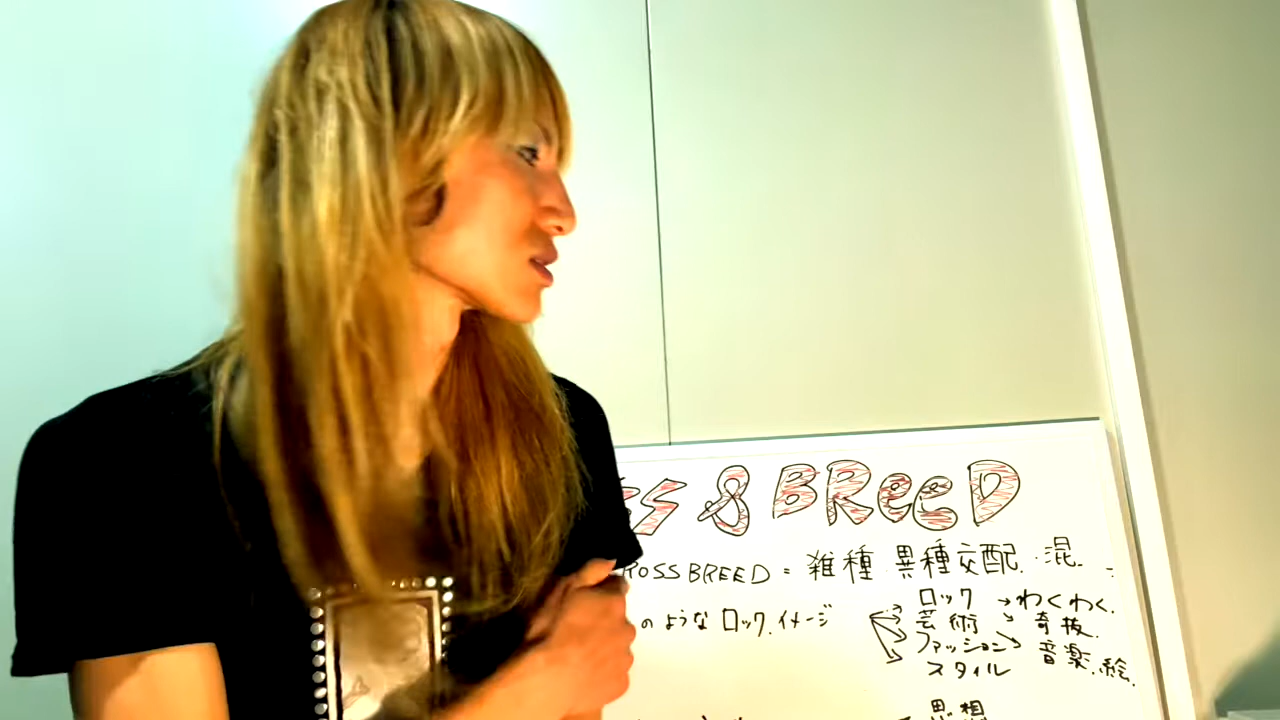 SS & BReeD
ROSSBREED = 雑種 異種交配. 混
のような ロック.イメージ
ロック → わくわく.
芸術 → 奇抜.
ファッション → 音楽.絵.
スタイル
思想